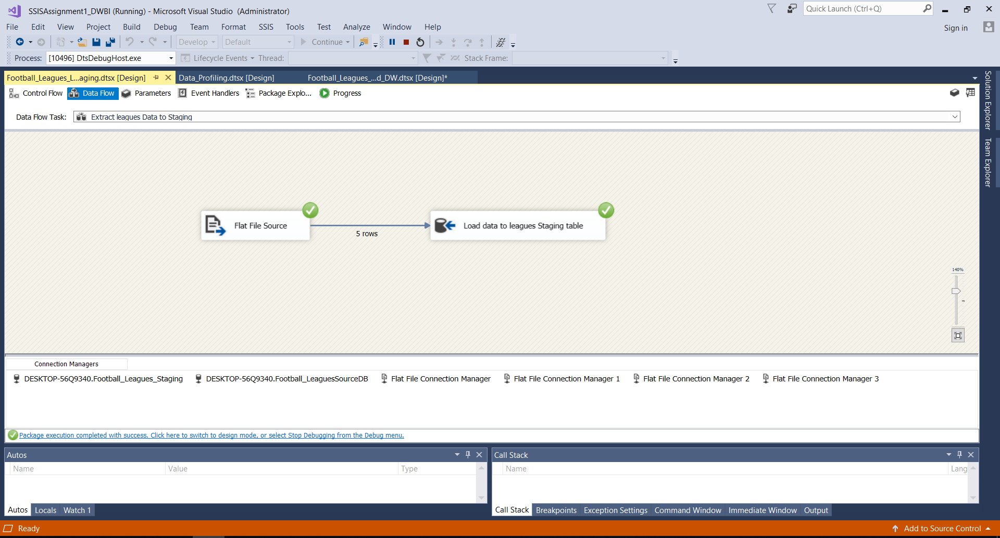 SSISAssignment1_DWBI (Running) - Microsoft Visual Studio (Administrator)
Quick Launch (Ctrl+Q)
File Edit View Project Build Debug Team Format SSIS Tools Test Analyze Window Help
Sign in
Develop Default Continue
Process: [10496] DtsDebugHost.exe Lifecycle Events Thread: Stack Frame:
Football_Leagues_L...aging.dtsx [Design] Data_Profiling.dtsx [Design] Football_Leagues_...d_DW.dtsx [Design]*
Control Flow Data Flow Parameters Event Handlers Package Explo... Progress
Data Flow Task: Extract leagues Data to Staging
Solution Explorer
Team Explorer
Flat File Source
5 rows
Load data to leagues Staging table
140%
Connection Managers
DESKTOP-56Q9340.Football_Leagues_Staging DESKTOP-56Q9340.Football_LeaguesSourceDB Flat File Connection Manager Flat File Connection Manager 1 Flat File Connection Manager 2 Flat File Connection Manager 3
Package execution completed with success. Click here to switch to design mode, or select Stop Debugging from the Debug menu.
Autos
Name Value Type
Autos Locals Watch 1
Call Stack
Name Lang
Call Stack Breakpoints Exception Settings Command Window Immediate Window Output
Ready
Add to Source Control